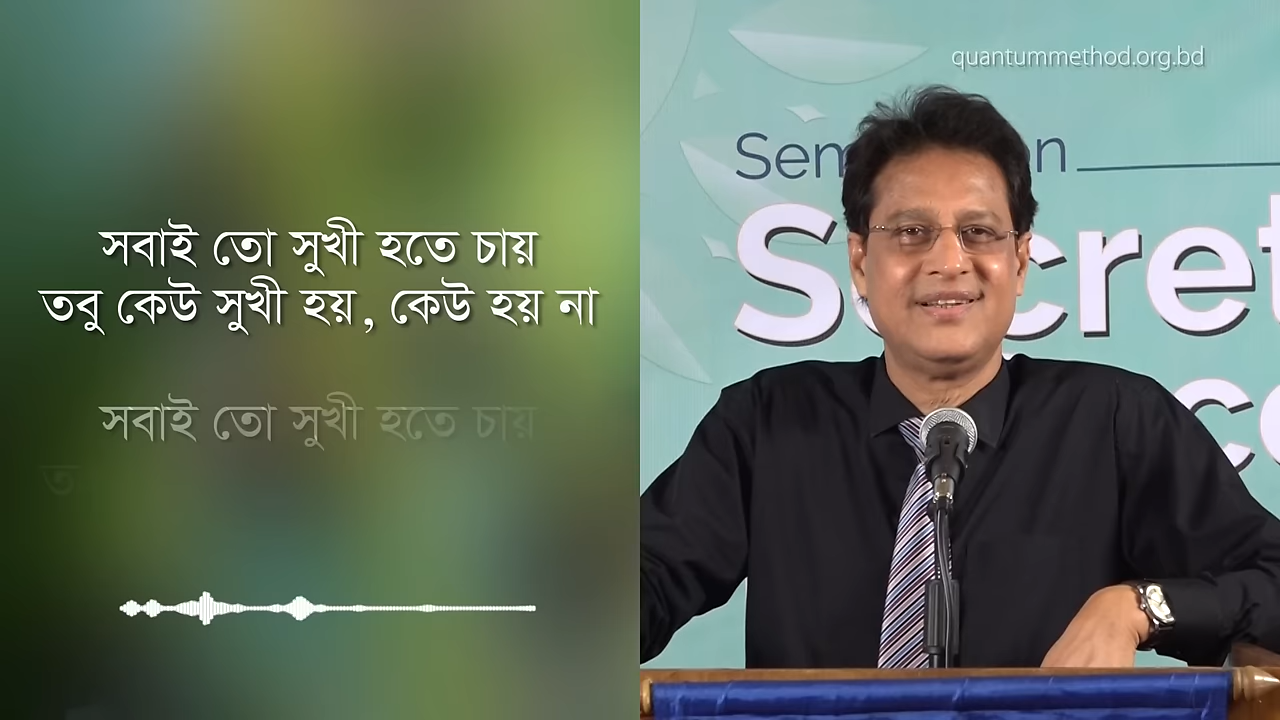 সবাই তো সুখী হতে চায়
তবু কেউ সুখী হয়, কেউ হয় না
সবাই তো সুখী হতে চায়
ত
quantummethod.org.bd